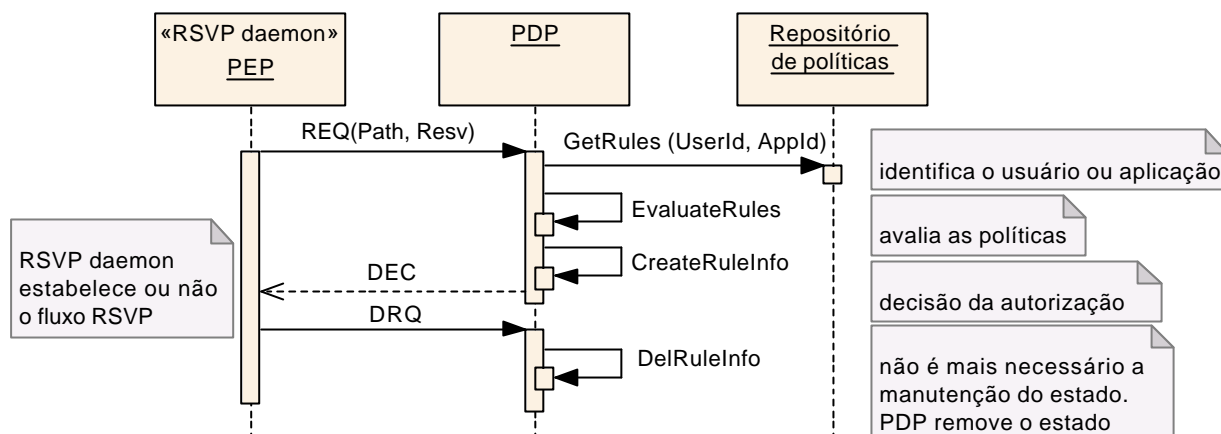 «RSVP daemon»
PEP
PDP
Repositório
de políticas
REQ(Path, Resv)
GetRules (UserId, AppId)
identifica o usuário ou aplicação
EvaluateRules
avalia as políticas
CreateRuleInfo
RSVP daemon
estabelece ou não
o fluxo RSVP
DEC
decisão da autorização
DRQ
DelRuleInfo
não é mais necessário a
manutenção do estado.
PDP remove o estado